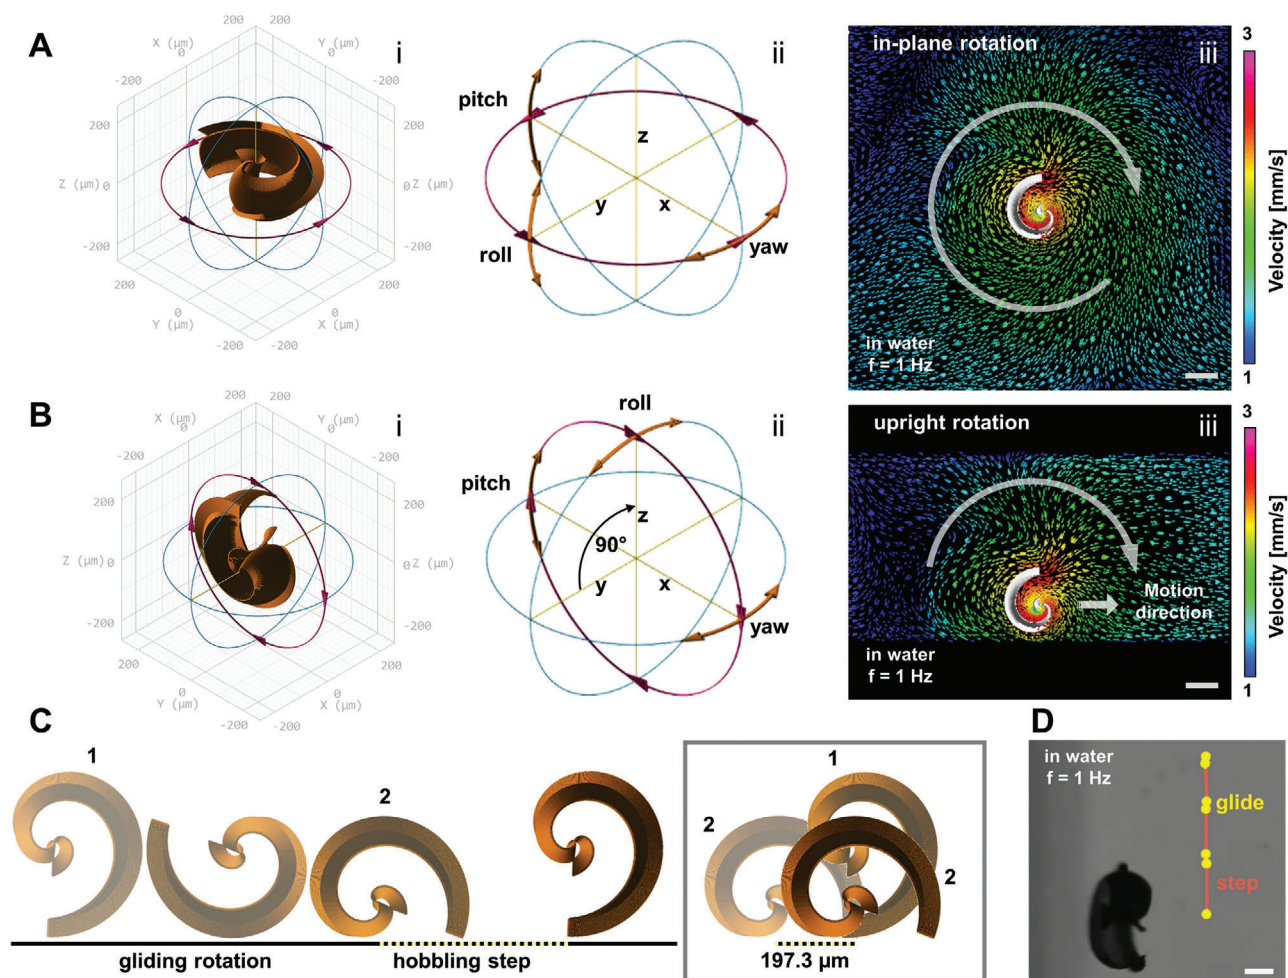 A
i
200
200
X (µm)
Y (µm)
0
0
-200
-200
200
200
Z (µm) 0
0 Z (µm)
-200
-200
200
200
0
0
Y (µm)
X (µm)
-200
-200
ii
pitch
z
y
x
roll
yaw
in-plane rotation
iii
in water
f = 1 Hz
3
Velocity [mm/s]
1
B
i
200
200
X (µm)
Y (µm)
0
0
-200
-200
200
200
Z (µm) 0
0 Z (µm)
-200
-200
200
200
0
0
Y (µm)
X (µm)
-200
-200
ii
roll
pitch
z
90°
y
x
yaw
upright rotation
iii
Motion
direction
in water
f = 1 Hz
3
Velocity [mm/s]
1
C
1
2
gliding rotation
hobbling step
1
2
2
197.3 µm
D
in water
f = 1 Hz
glide
step